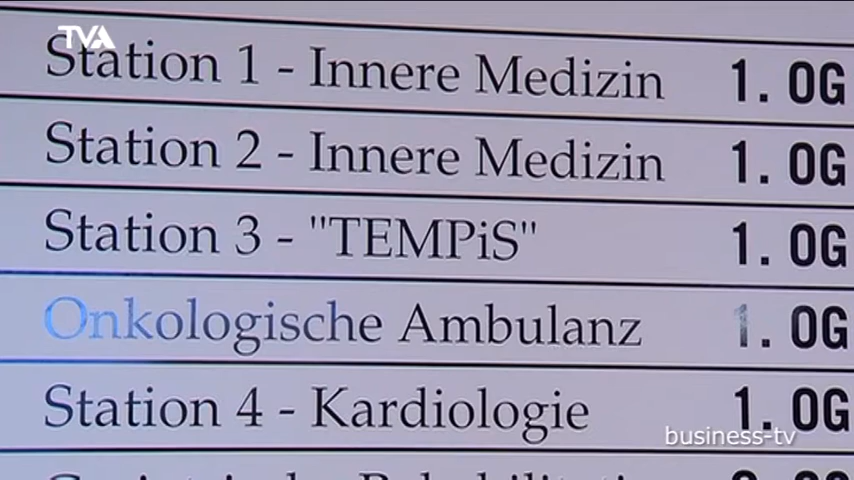 TVA
Station 1 - Innere Medizin 1. OG
Station 2 - Innere Medizin 1. OG
Station 3 - "TEMPiS" 1. OG
Onkologische Ambulanz 1. OG
Station 4 - Kardiologie 1. OG
business-tv